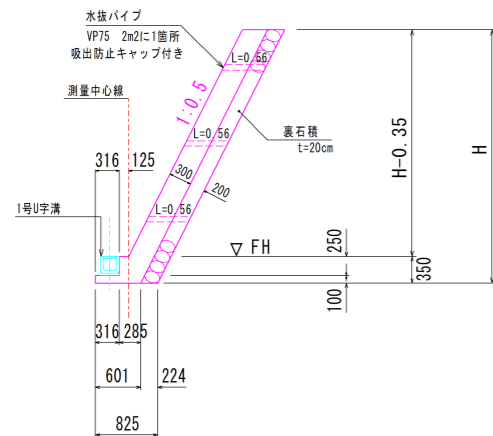 水抜パイプ
VP75 2m2に1箇所
吸出防止キャップ付き
測量中心線
L=0.56
1:0.5
裏石積
t=20cm
316
125
L=0.56
300
200
L=0.56
1号U字溝
FH
H-0.35
H
250
350
100
316
285
601
224
825